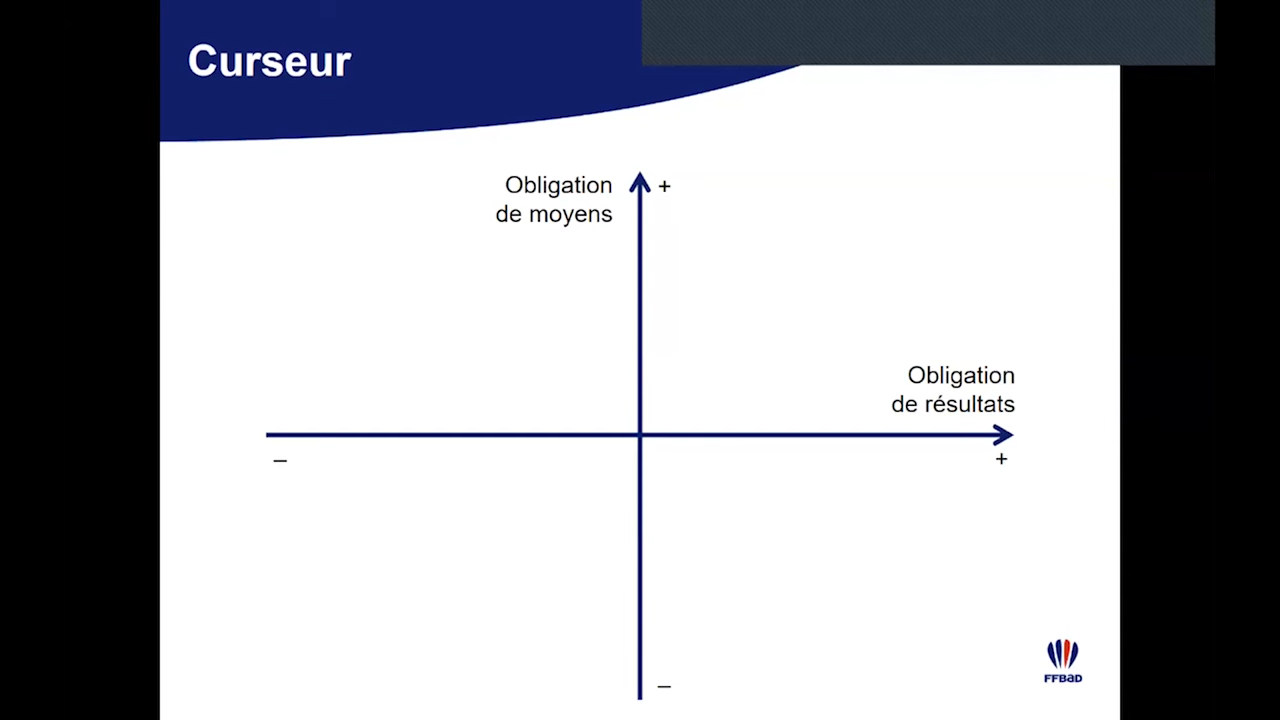 Curseur
Obligation
de moyens
+
Obligation
de résultats
–
+
–
FFBaD